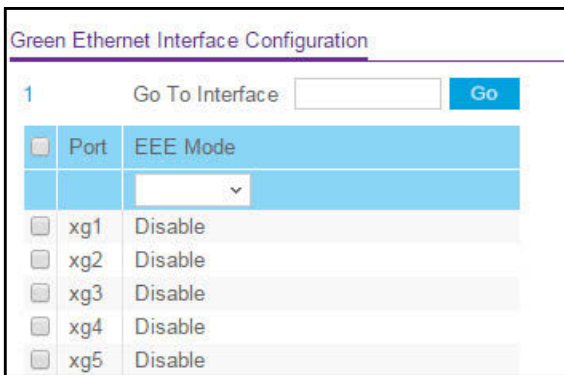 Green Ethernet Interface Configuration
1 Go To Interface Go
Port EEE Mode
xg1 Disable
xg2 Disable
xg3 Disable
xg4 Disable
xg5 Disable